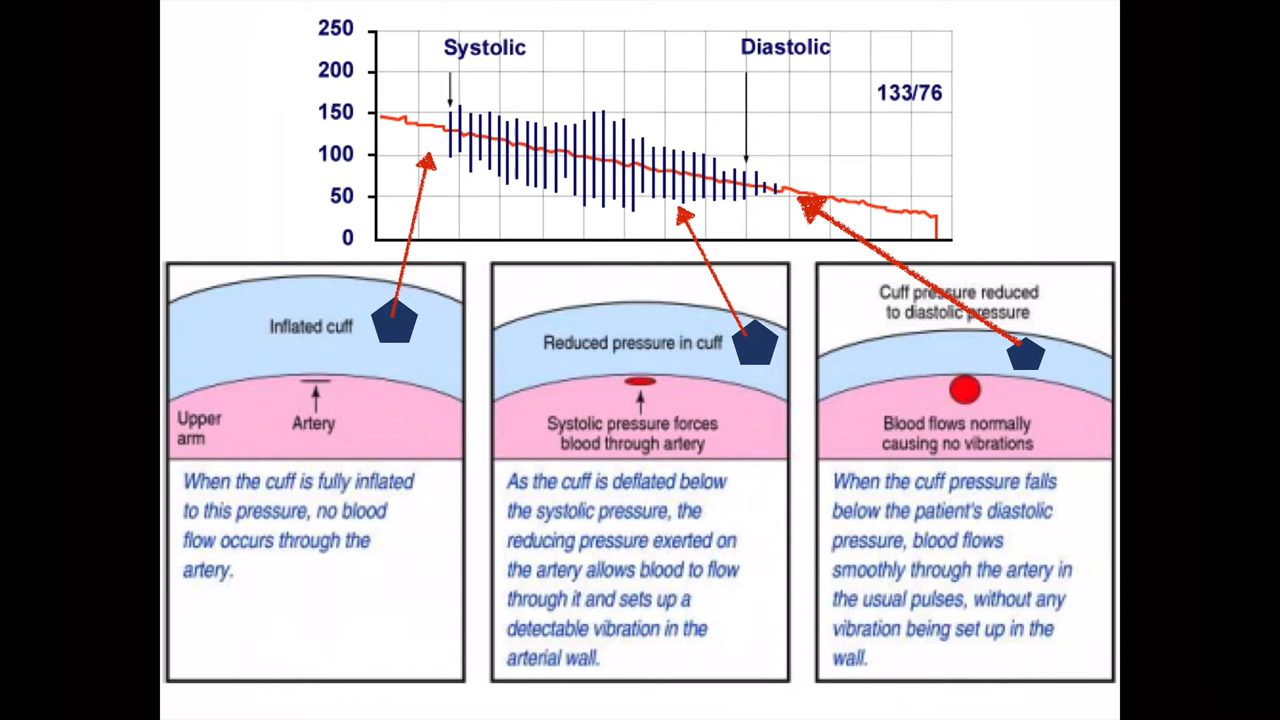 250
Systolic
Diastolic
200
133/76
150
100
50
0
Inflated cuff
Artery
Upper
arm
When the cuff is fully inflated
to this pressure, no blood
flow occurs through the
artery.
Reduced pressure in cuff
Systolic pressure forces
blood through artery
As the cuff is deflated below
the systolic pressure, the
reducing pressure exerted on
the artery allows blood to flow
through it and sets up a
detectable vibration in the
arterial wall.
Cuff pressure reduced
to diastolic pressure
Blood flows normally
causing no vibrations
When the cuff pressure falls
below the patient's diastolic
pressure, blood flows
smoothly through the artery in
the usual pulses, without any
vibration being set up in the
wall.